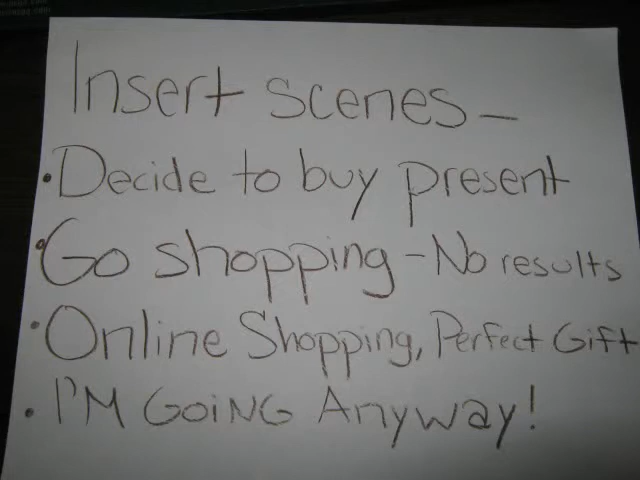 Insert scenes –
• Decide to buy present
• Go shopping – No results
• Online Shopping, Perfect Gift
• I'M GOiNG Anyway!